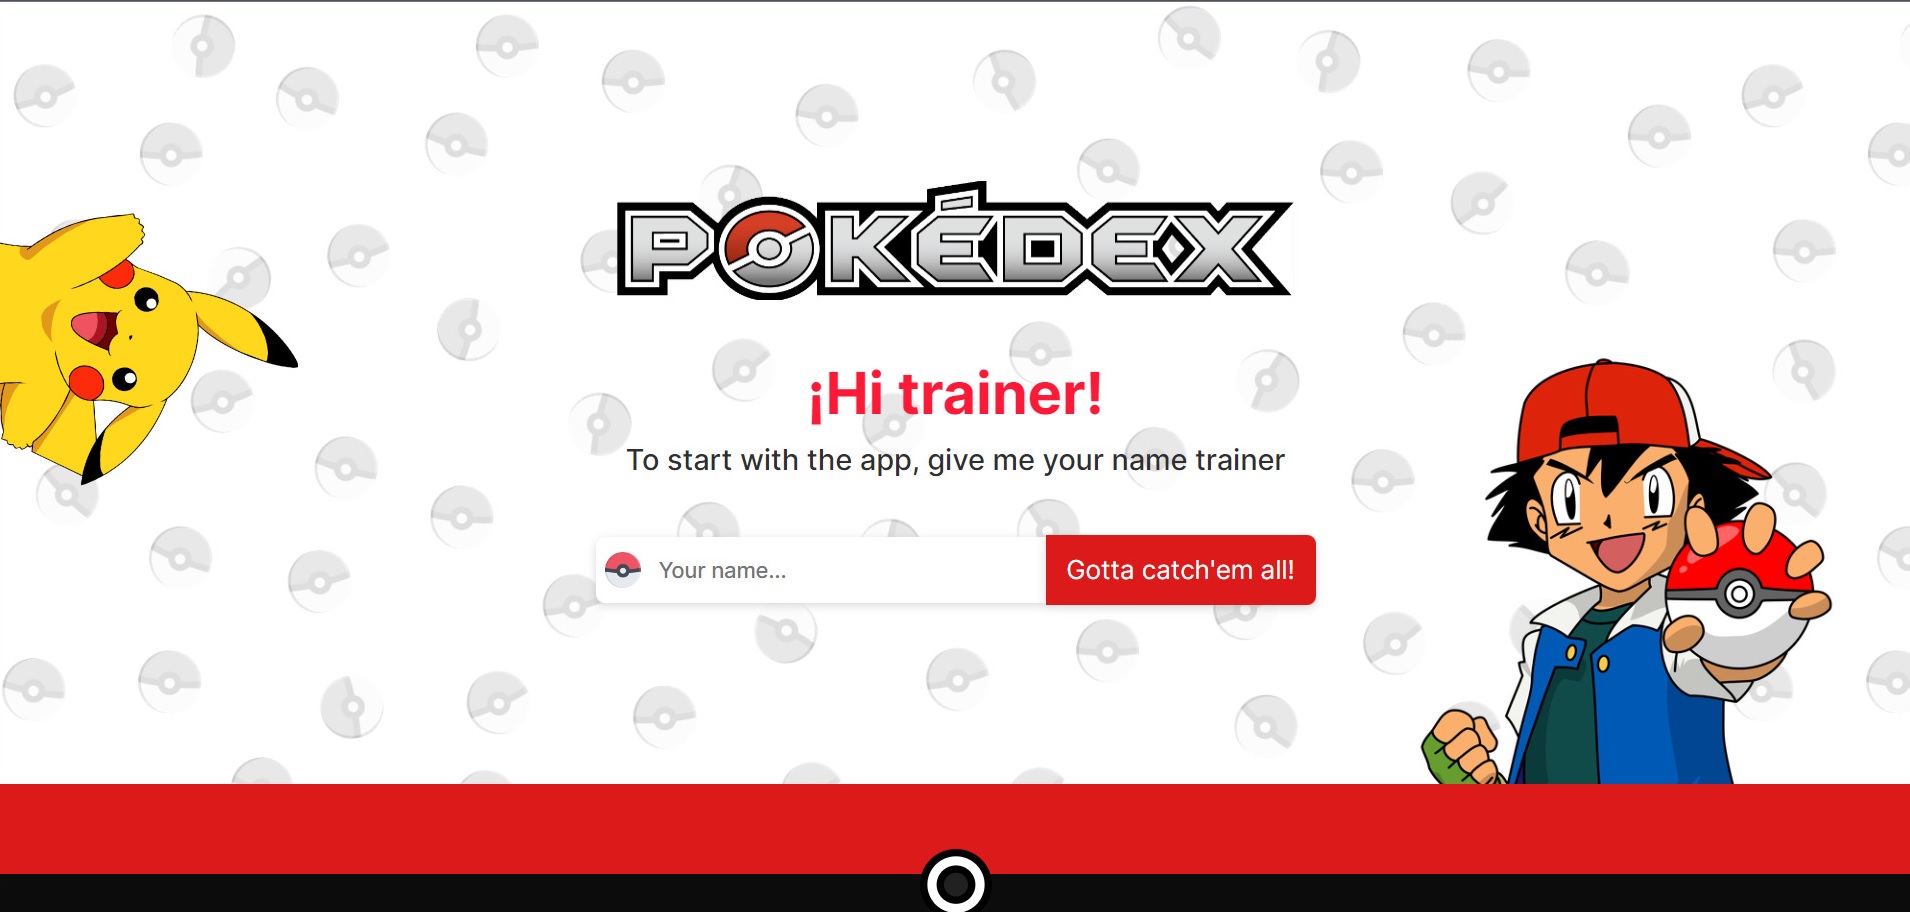 POKÉDEX
¡Hi trainer!
To start with the app, give me your name trainer
Your name...
Gotta catch'em all!